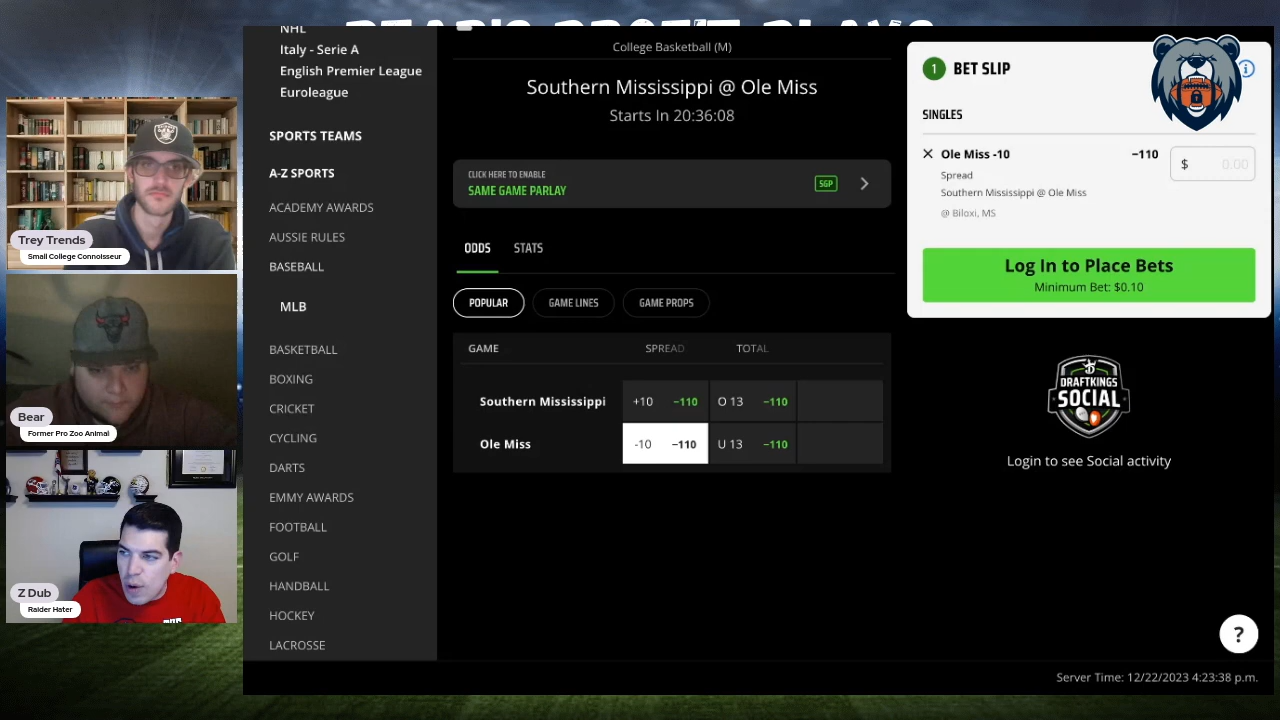 BEAR'S PROFIT PLAYS
Trey Trends
Small College Connoisseur
Bear
Former Pro Zoo Animal
Z Dub
Raider Hater
NHL
Italy - Serie A
English Premier League
Euroleague
SPORTS TEAMS
A-Z SPORTS
ACADEMY AWARDS
AUSSIE RULES
BASEBALL
MLB
BASKETBALL
BOXING
CRICKET
CYCLING
DARTS
EMMY AWARDS
FOOTBALL
GOLF
HANDBALL
HOCKEY
LACROSSE
College Basketball (M)
Southern Mississippi @ Ole Miss
Starts In 20:36:08
CLICK HERE TO ENABLE
SAME GAME PARLAY
SGP
ODDS STATS
POPULAR GAME LINES GAME PROPS
GAME SPREAD TOTAL
Southern Mississippi +10 −110 O 13 −110
Ole Miss -10 −110 U 13 −110
1 BET SLIP
SINGLES
Ole Miss -10 −110 $ 0.00
Spread
Southern Mississippi @ Ole Miss
@ Biloxi, MS
Log In to Place Bets
Minimum Bet: $0.10
DRAFTKINGS
SOCIAL
Login to see Social activity
?
Server Time: 12/22/2023 4:23:38 p.m.